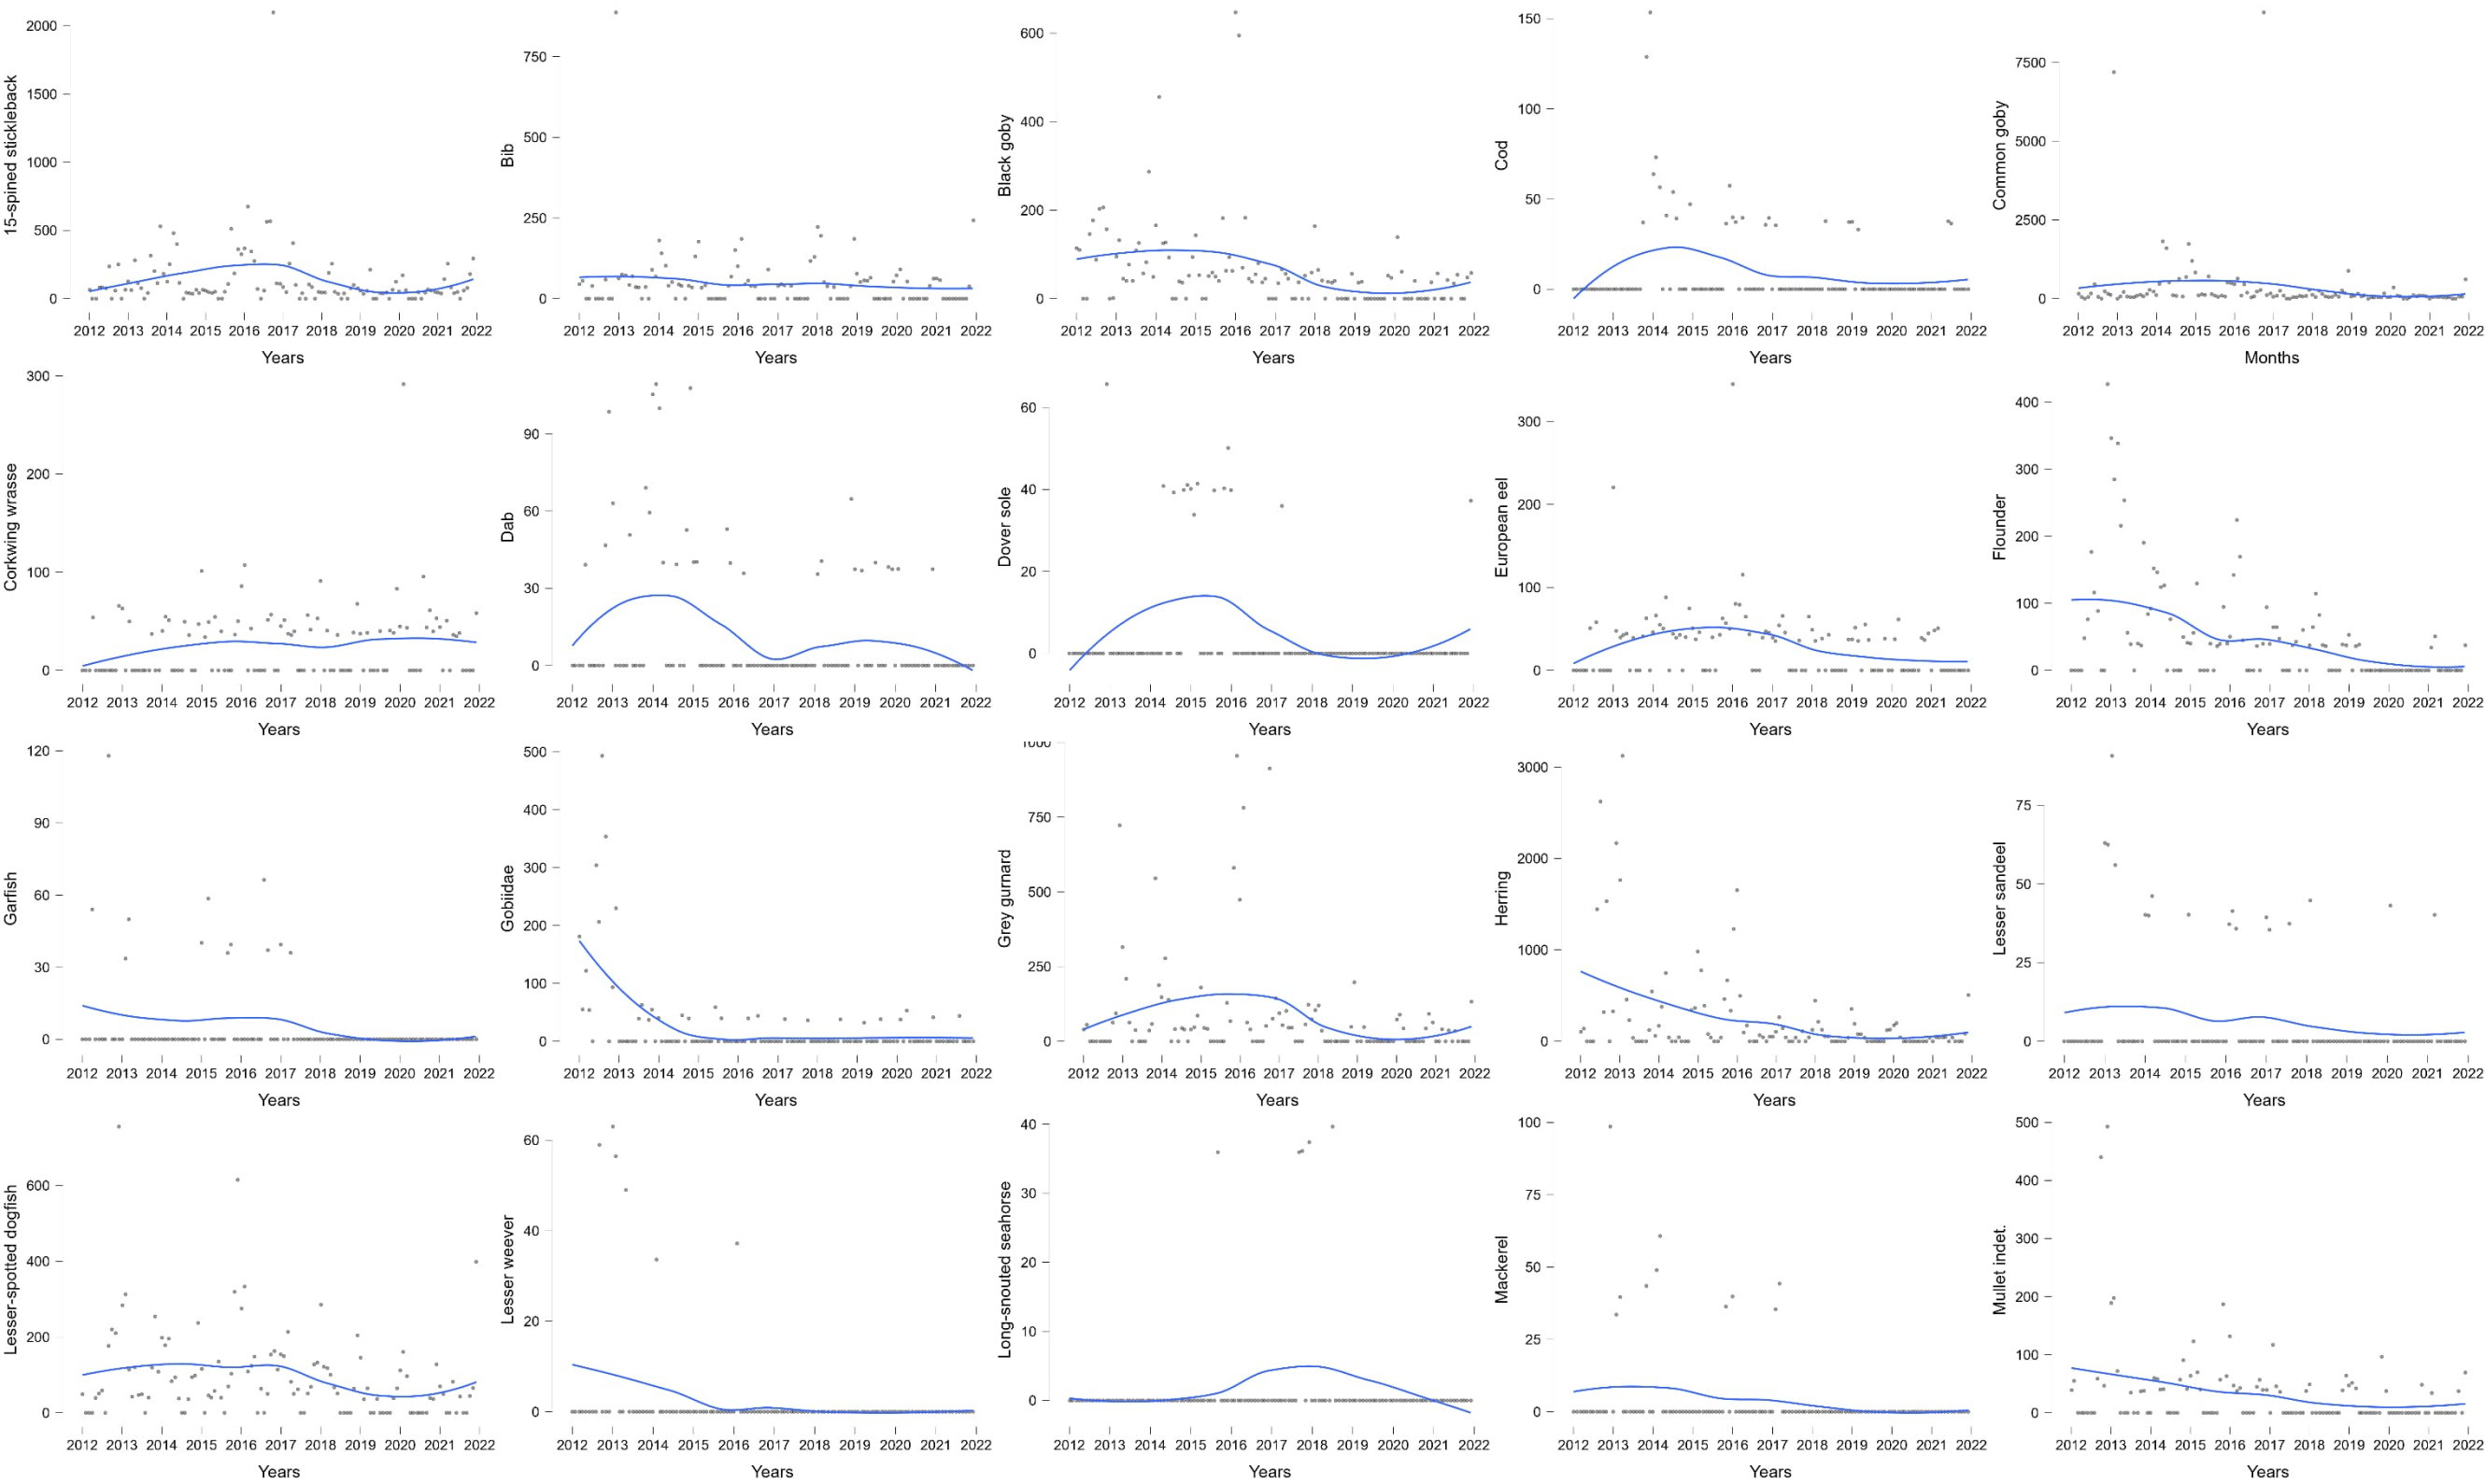 15-spined stickleback
2000
1500
1000
500
0
2012 2013 2014 2015 2016 2017 2018 2019 2020 2021 2022
Years
Bib
750
500
250
0
2012 2013 2014 2015 2016 2017 2018 2019 2020 2021 2022
Years
Black goby
600
400
200
0
2012 2013 2014 2015 2016 2017 2018 2019 2020 2021 2022
Years
Cod
150
100
50
0
2012 2013 2014 2015 2016 2017 2018 2019 2020 2021 2022
Years
Common goby
7500
5000
2500
0
2012 2013 2014 2015 2016 2017 2018 2019 2020 2021 2022
Months
Corkwing wrasse
300
200
100
0
2012 2013 2014 2015 2016 2017 2018 2019 2020 2021 2022
Years
Dab
90
60
30
0
2012 2013 2014 2015 2016 2017 2018 2019 2020 2021 2022
Years
Dover sole
60
40
20
0
2012 2013 2014 2015 2016 2017 2018 2019 2020 2021 2022
Years
European eel
300
200
100
0
2012 2013 2014 2015 2016 2017 2018 2019 2020 2021 2022
Years
Flounder
400
300
200
100
0
2012 2013 2014 2015 2016 2017 2018 2019 2020 2021 2022
Years
Garfish
120
90
60
30
0
2012 2013 2014 2015 2016 2017 2018 2019 2020 2021 2022
Years
Gobiidae
500
400
300
200
100
0
2012 2013 2014 2015 2016 2017 2018 2019 2020 2021 2022
Years
Grey gurnard
1000
750
500
250
0
2012 2013 2014 2015 2016 2017 2018 2019 2020 2021 2022
Years
Herring
3000
2000
1000
0
2012 2013 2014 2015 2016 2017 2018 2019 2020 2021 2022
Years
Lesser sandeel
75
50
25
0
2012 2013 2014 2015 2016 2017 2018 2019 2020 2021 2022
Years
Lesser-spotted dogfish
600
400
200
0
2012 2013 2014 2015 2016 2017 2018 2019 2020 2021 2022
Years
Lesser weever
60
40
20
0
2012 2013 2014 2015 2016 2017 2018 2019 2020 2021 2022
Years
Long-snouted seahorse
40
30
20
10
0
2012 2013 2014 2015 2016 2017 2018 2019 2020 2021 2022
Years
Mackerel
100
75
50
25
0
2012 2013 2014 2015 2016 2017 2018 2019 2020 2021 2022
Years
Mullet indet.
500
400
300
200
100
0
2012 2013 2014 2015 2016 2017 2018 2019 2020 2021 2022
Years